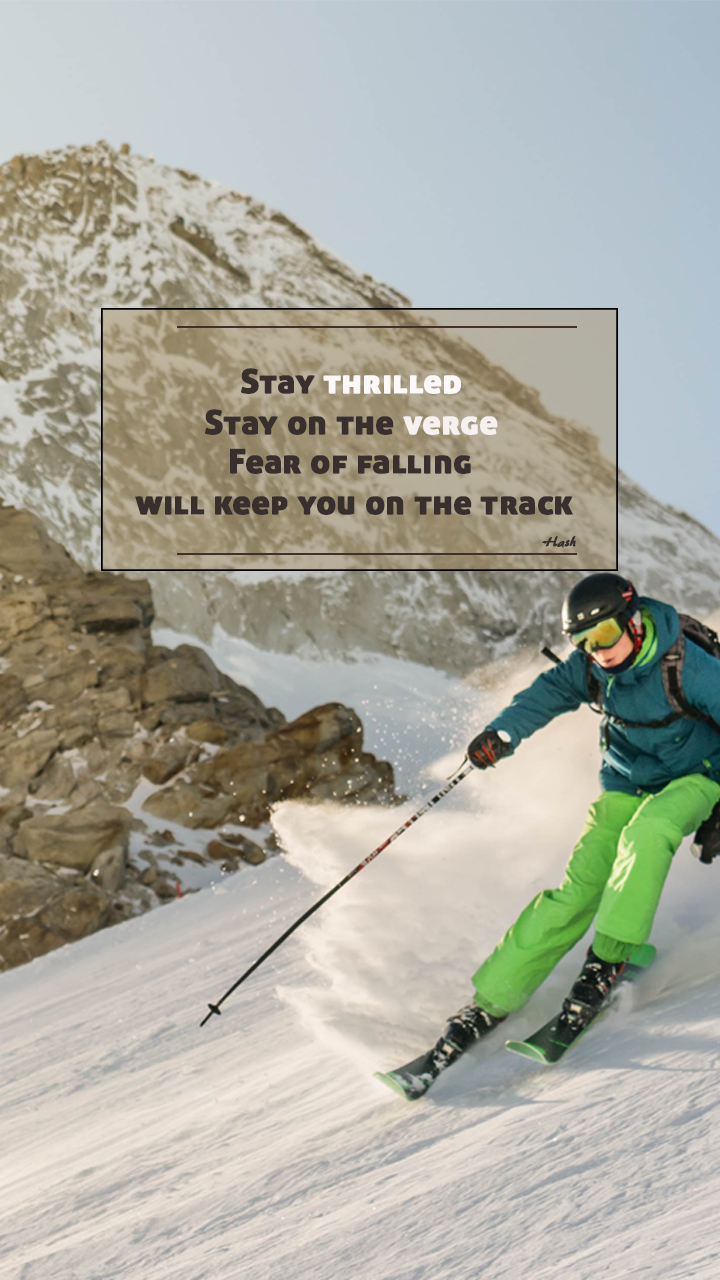 Stay thrilled
Stay on the verge
Fear of falling
will keep you on the track
Hash